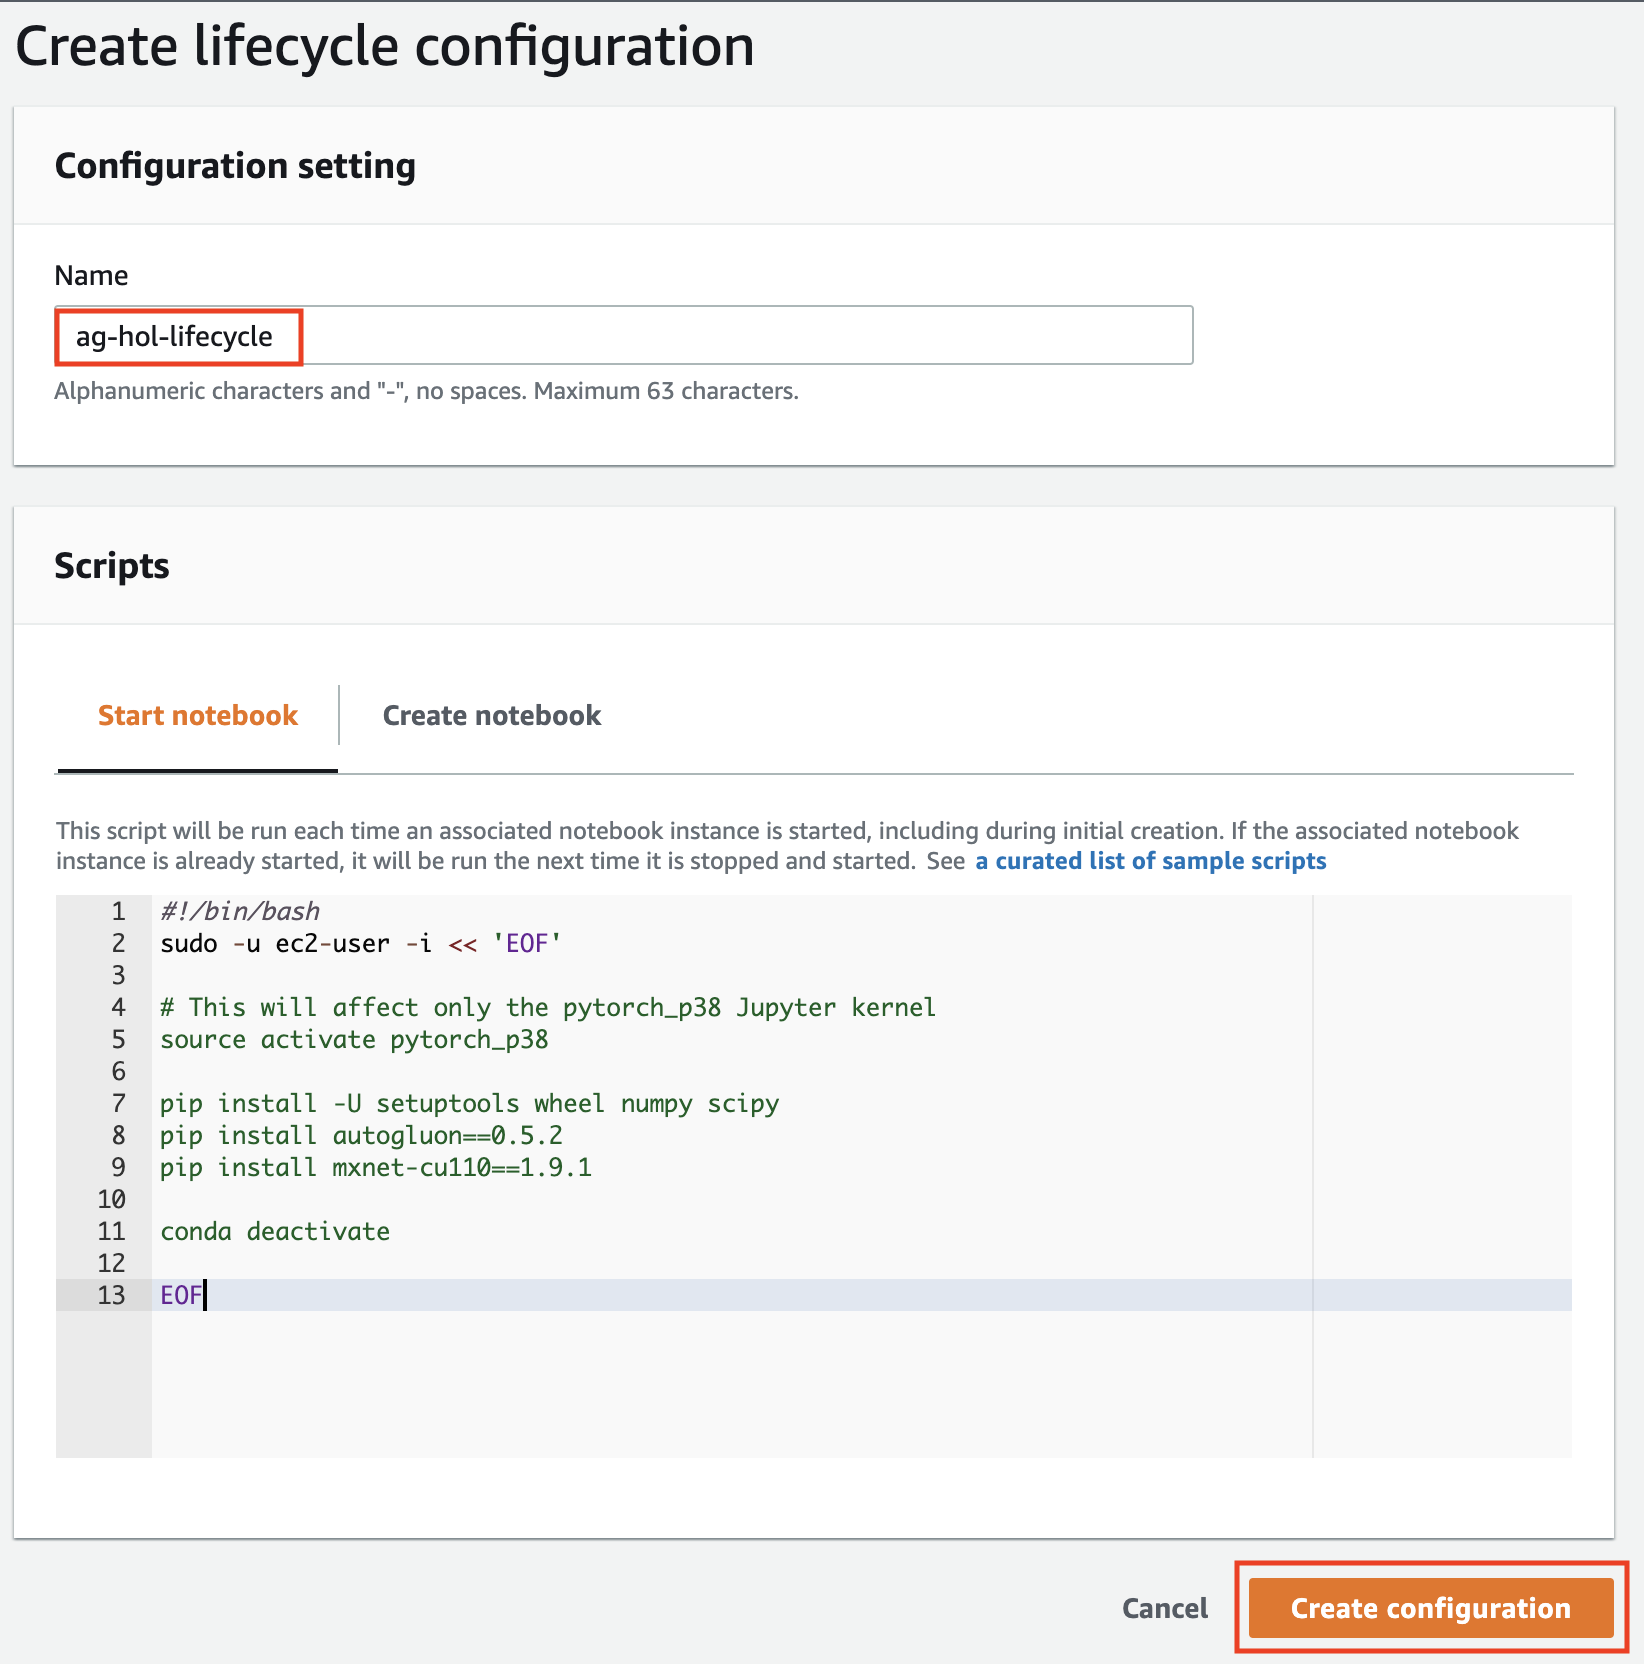 Create lifecycle configuration
Configuration setting
Name
ag-hol-lifecycle
Alphanumeric characters and "-", no spaces. Maximum 63 characters.
Scripts
Start notebook
Create notebook
This script will be run each time an associated notebook instance is started, including during initial creation. If the associated notebook
instance is already started, it will be run the next time it is stopped and started. See a curated list of sample scripts
1 #!/bin/bash
2 sudo -u ec2-user -i << 'EOF'
3
4 # This will affect only the pytorch_p38 Jupyter kernel
5 source activate pytorch_p38
6
7 pip install -U setuptools wheel numpy scipy
8 pip install autogluon==0.5.2
9 pip install mxnet-cu110==1.9.1
10
11 conda deactivate
12
13 EOF
Cancel
Create configuration